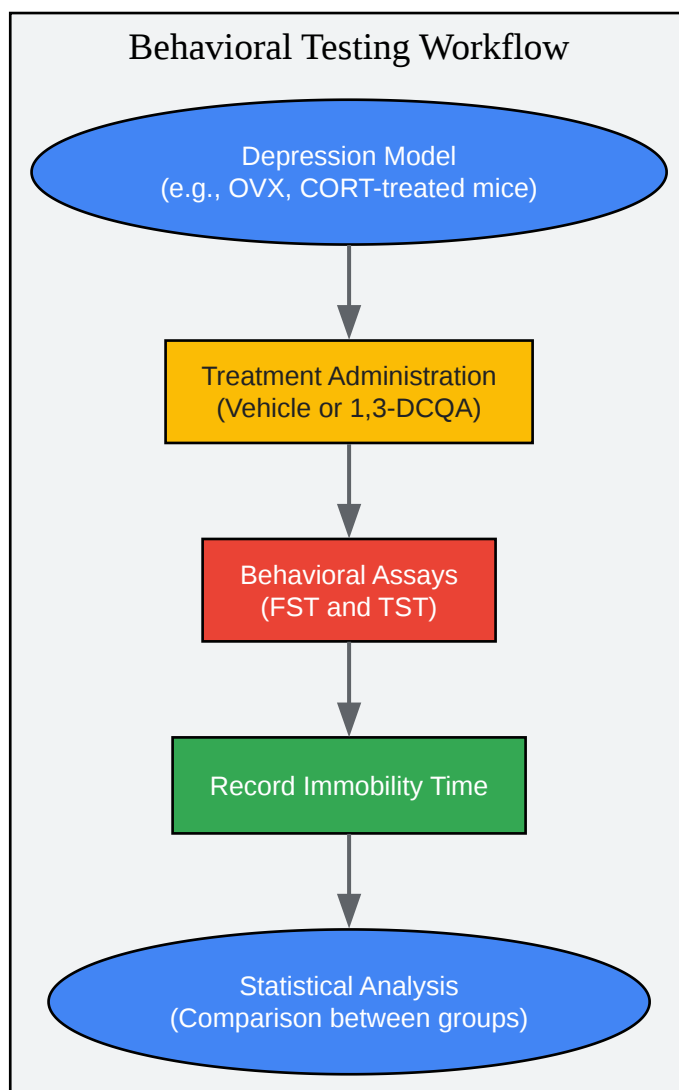 Behavioral Testing Workflow
Depression Model
(e.g., OVX, CORT-treated mice)
Treatment Administration
(Vehicle or 1,3-DCQA)
Behavioral Assays
(FST and TST)
Record Immobility Time
Statistical Analysis
(Comparison between groups)